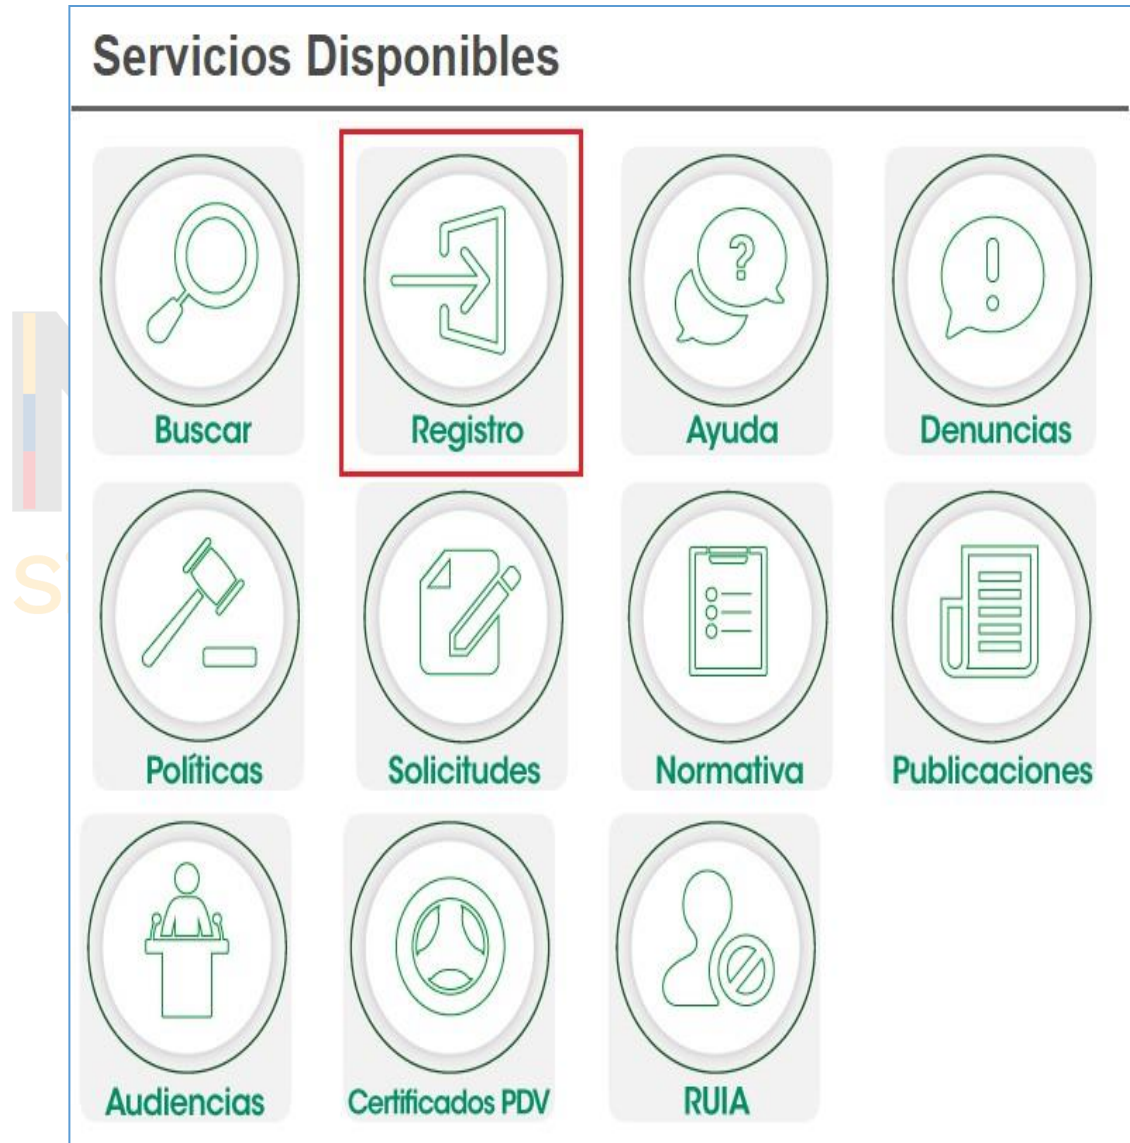 Servicios Disponibles
Buscar
Registro
Ayuda
Denuncias
Políticas
Solicitudes
Normativa
Publicaciones
Audiencias
Certificados PDV
RUIA